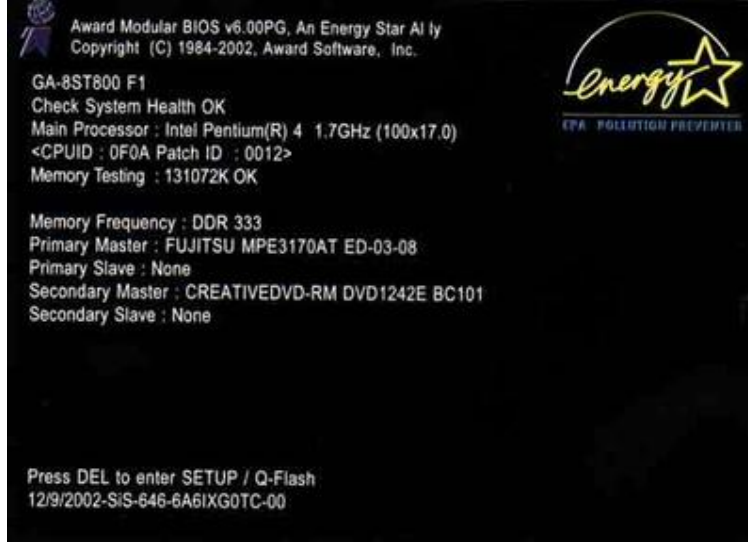 Award Modular BIOS v6.00PG, An Energy Star Al ly
Copyright (C) 1984-2002, Award Software, Inc.
energy
EPA POLLUTION PREVENTER
GA-8ST800 F1
Check System Health OK
Main Processor : Intel Pentium(R) 4 1.7GHz (100x17.0)
<CPUID : 0F0A Patch ID : 0012>
Memory Testing : 131072K OK
Memory Frequency : DDR 333
Primary Master : FUJITSU MPE3170AT ED-03-08
Primary Slave : None
Secondary Master : CREATIVEDVD-RM DVD1242E BC101
Secondary Slave : None
Press DEL to enter SETUP / Q-Flash
12/9/2002-SiS-646-6A6IXG0TC-00